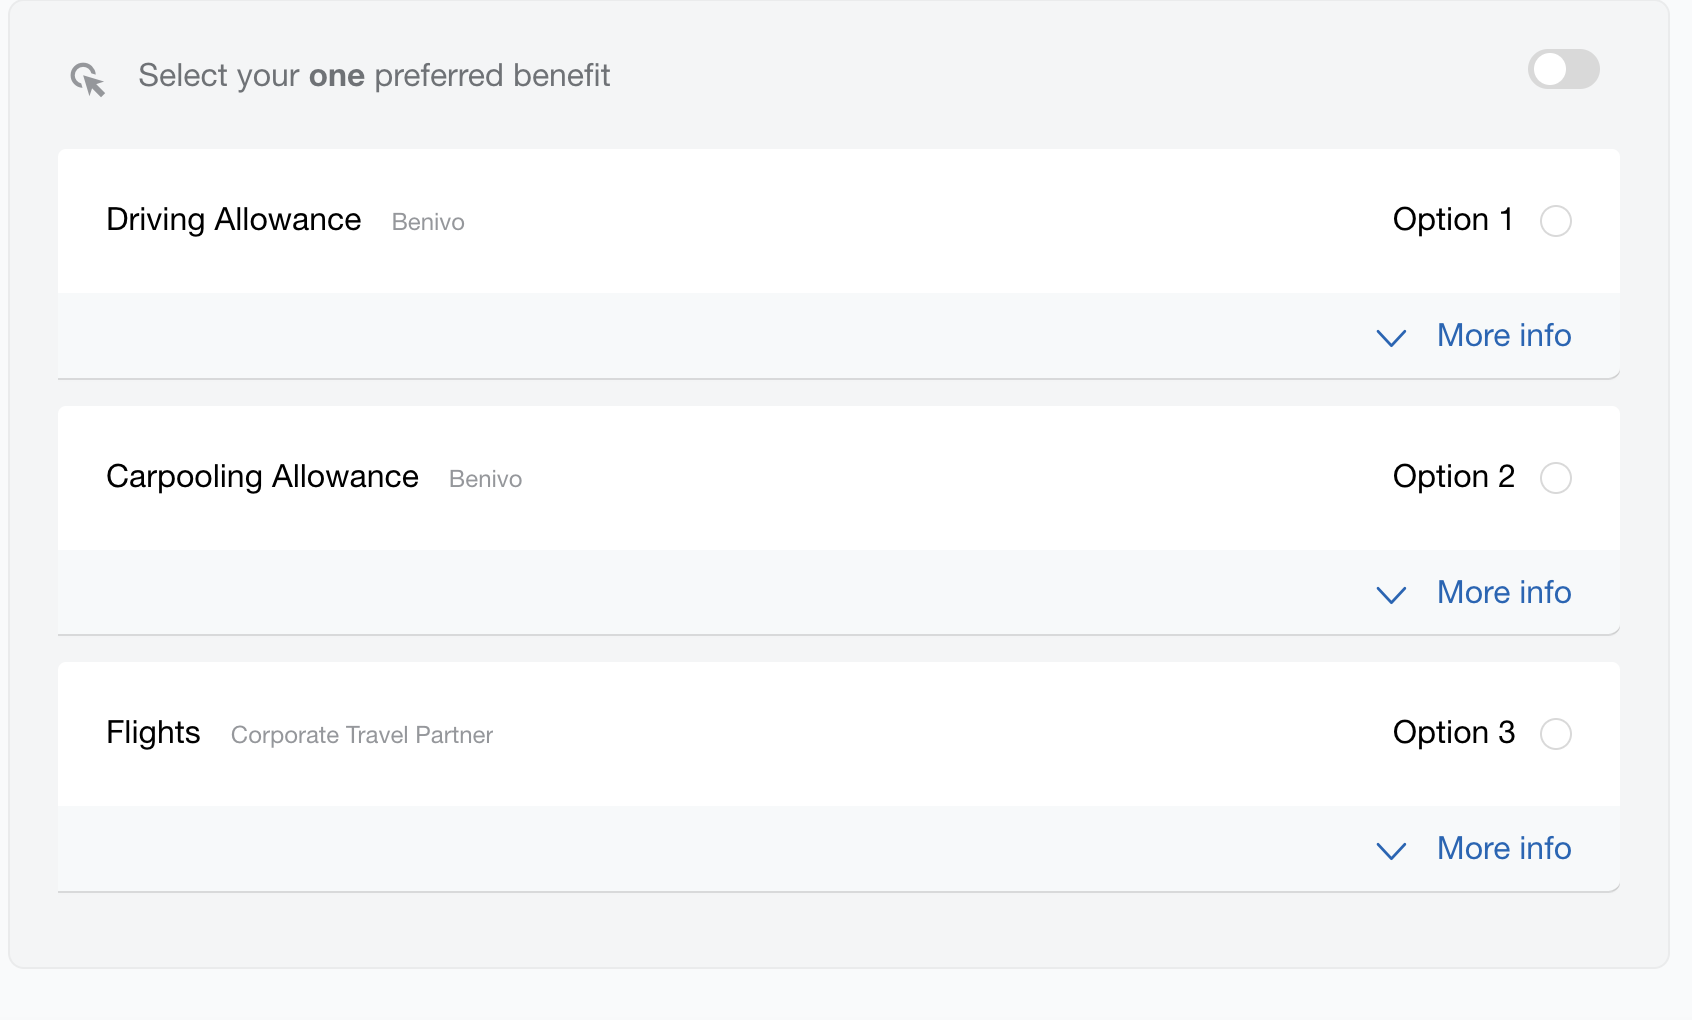 Select your one preferred benefit
Driving Allowance Benivo Option 1
More info
Carpooling Allowance Benivo Option 2
More info
Flights Corporate Travel Partner Option 3
More info